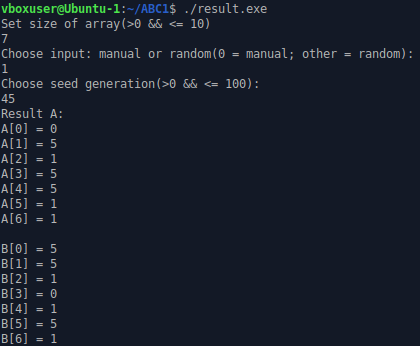 vboxuser@Ubuntu-1:~/ABC1$ ./result.exe
Set size of array(>0 && <= 10)
7
Choose input: manual or random(0 = manual; other = random):
1
Choose seed generation(>0 && <= 100):
45
Result A:
A[0] = 0
A[1] = 5
A[2] = 1
A[3] = 5
A[4] = 5
A[5] = 1
A[6] = 1

B[0] = 5
B[1] = 5
B[2] = 1
B[3] = 0
B[4] = 1
B[5] = 5
B[6] = 1